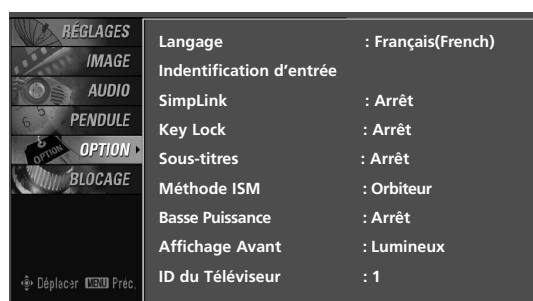 RÉGLAGES
IMAGE
AUDIO
PENDULE
OPTION
BLOCAGE
Déplacer MENU Préc.
Langage : Français(French)
Indentification d'entrée
SimpLink : Arrêt
Key Lock : Arrêt
Sous-titres : Arrêt
Méthode ISM : Orbiteur
Basse Puissance : Arrêt
Affichage Avant : Lumineux
ID du Téléviseur : 1